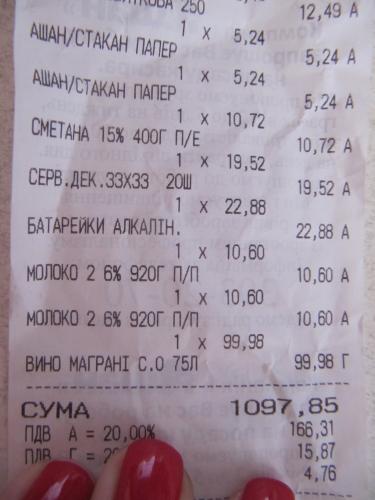 250
12,49 А
1 X 5,24
АШАН/СТАКАН ПАПЕР 5,24 А
1 X 5,24
АШАН/СТАКАН ПАПЕР 5,24 А
1 X 10,72
СМЕТАНА 15% 400Г П/Е 10,72 А
1 X 19,52
СЕРВ.ДЕК.33Х33 20Ш 19,52 А
1 X 22,88
БАТАРЕЙКИ АЛКАЛІН. 22,88 А
1 X 10,60
МОЛОКО 2 6% 920Г П/П 10,60 А
1 X 10,60
МОЛОКО 2 6% 920Г П/П 10,60 А
1 X 99,98
ВИНО МАГРАНІ С.О 75Л 99,98 Г
СУМА 1097,85
ПДВ А = 20,00% 166,31
ПДВ Г = 15,87
4,76